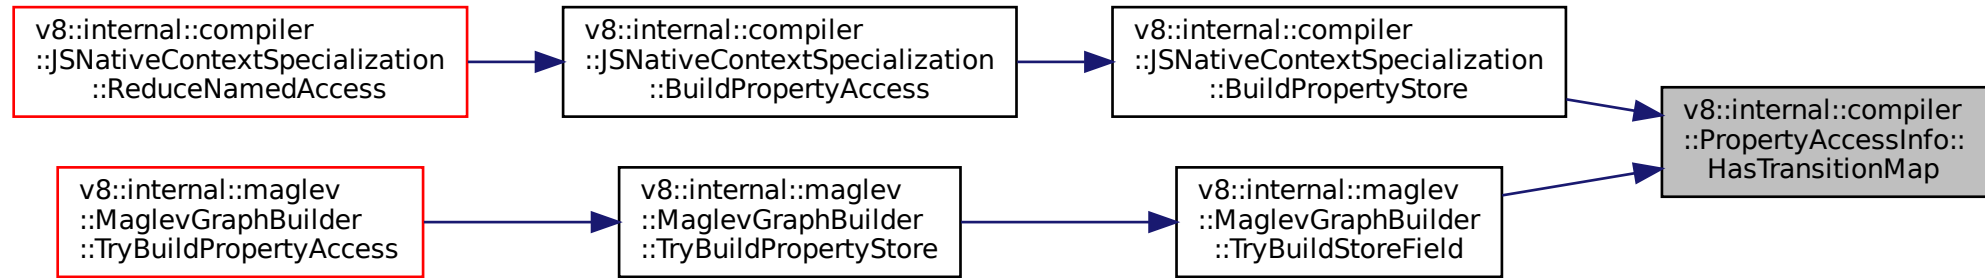 v8::internal::compiler
::JSNativeContextSpecialization
::ReduceNamedAccess
v8::internal::compiler
::JSNativeContextSpecialization
::BuildPropertyAccess
v8::internal::compiler
::JSNativeContextSpecialization
::BuildPropertyStore
v8::internal::compiler
::PropertyAccessInfo::
HasTransitionMap
v8::internal::maglev
::MaglevGraphBuilder
::TryBuildPropertyAccess
v8::internal::maglev
::MaglevGraphBuilder
::TryBuildPropertyStore
v8::internal::maglev
::MaglevGraphBuilder
::TryBuildStoreField